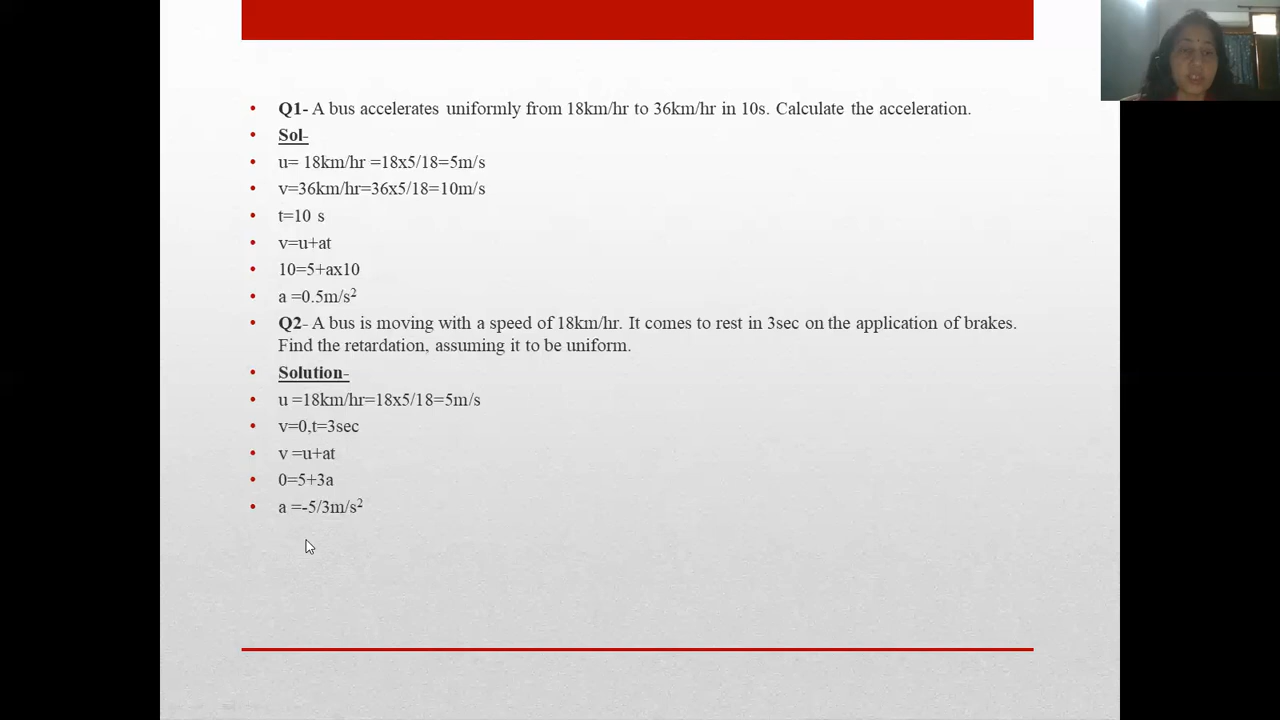 • Q1- A bus accelerates uniformly from 18km/hr to 36km/hr in 10s. Calculate the acceleration.
• Sol-
• u= 18km/hr =18x5/18=5m/s
• v=36km/hr=36x5/18=10m/s
• t=10 s
• v=u+at
• 10=5+ax10
• a =0.5m/s²
• Q2- A bus is moving with a speed of 18km/hr. It comes to rest in 3sec on the application of brakes.
Find the retardation, assuming it to be uniform.
• Solution-
• u =18km/hr=18x5/18=5m/s
• v=0,t=3sec
• v =u+at
• 0=5+3a
• a =-5/3m/s²